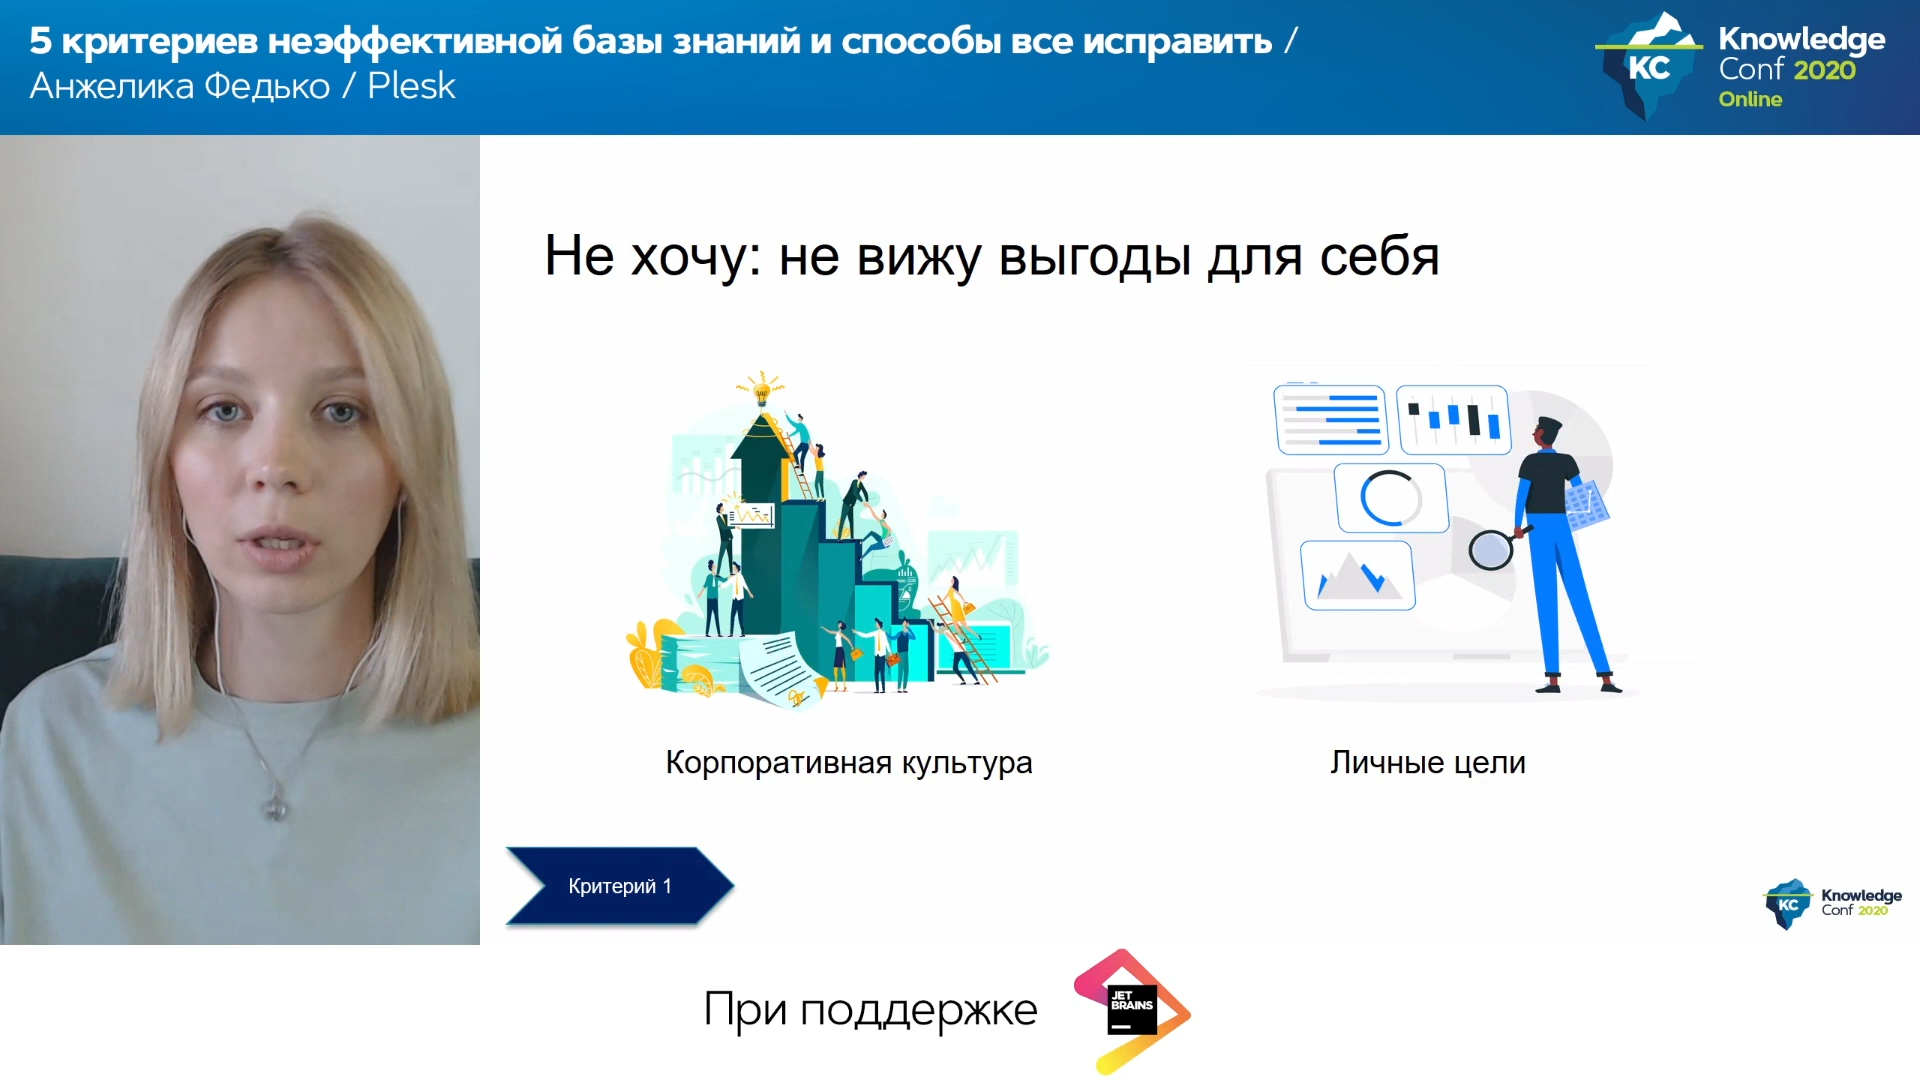 5 критериев неэффективной базы знаний и способы все исправить /
Анжелика Федько / Plesk
KC
Knowledge
Conf 2020
Online
Не хочу: не вижу выгоды для себя
Корпоративная культура
Личные цели
Критерий 1
KC
Knowledge
Conf 2020
При поддержке
JET
BRAINS